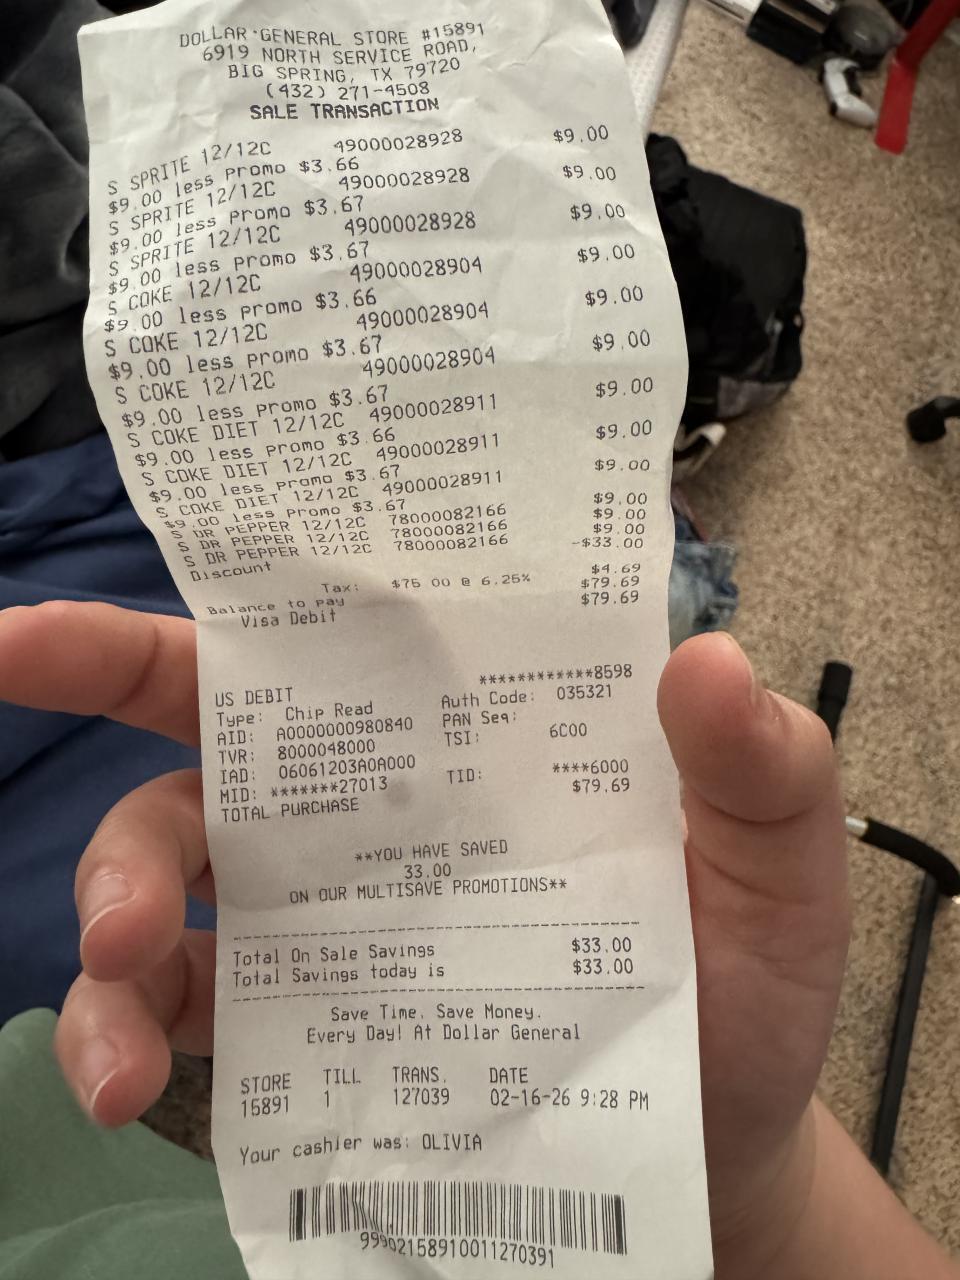 DOLLAR GENERAL STORE #15891
6919 NORTH SERVICE ROAD,
BIG SPRING, TX 79720
(432) 271-4508
SALE TRANSACTION
S SPRITE 12/12C 49000028928 $9.00
$9.00 less promo $3.66
S SPRITE 12/12C 49000028928 $9.00
$9.00 less promo $3.67
S SPRITE 12/12C 49000028928 $9.00
$9.00 less promo $3.67
S COKE 12/12C 49000028904 $9.00
$9.00 less promo $3.66
S COKE 12/12C 49000028904 $9.00
$9.00 less promo $3.67
S COKE 12/12C 49000028904 $9.00
$9.00 less promo $3.67
S COKE DIET 12/12C 49000028911 $9.00
$9.00 less promo $3.66
S COKE DIET 12/12C 49000028911 $9.00
$9.00 less promo $3.67
S COKE DIET 12/12C 49000028911 $9.00
$9.00 less promo $3.67
S DR PEPPER 12/12C 78000082166 $9.00
S DR PEPPER 12/12C 78000082166 $9.00
S DR PEPPER 12/12C 78000082166 $9.00
Discount -$33.00
Tax: $75.00 @ 6.25% $4.69
Balance to pay $79.69
Visa Debit $79.69
************8598
US DEBIT Auth Code: 035321
Type: Chip Read PAN Seq:
AID: A0000000980840 TSI: 6C00
TVR: 8000048000
IAD: 06061203A0A000 TID: ****6000
MID: *******27013 $79.69
TOTAL PURCHASE
**YOU HAVE SAVED
33.00
ON OUR MULTISAVE PROMOTIONS**
Total On Sale Savings $33.00
Total Savings today is $33.00
Save Time. Save Money.
Every Day! At Dollar General
STORE TILL TRANS. DATE
15891 1 127039 02-16-26 9:28 PM
Your cashier was: OLIVIA
99902158910011270391